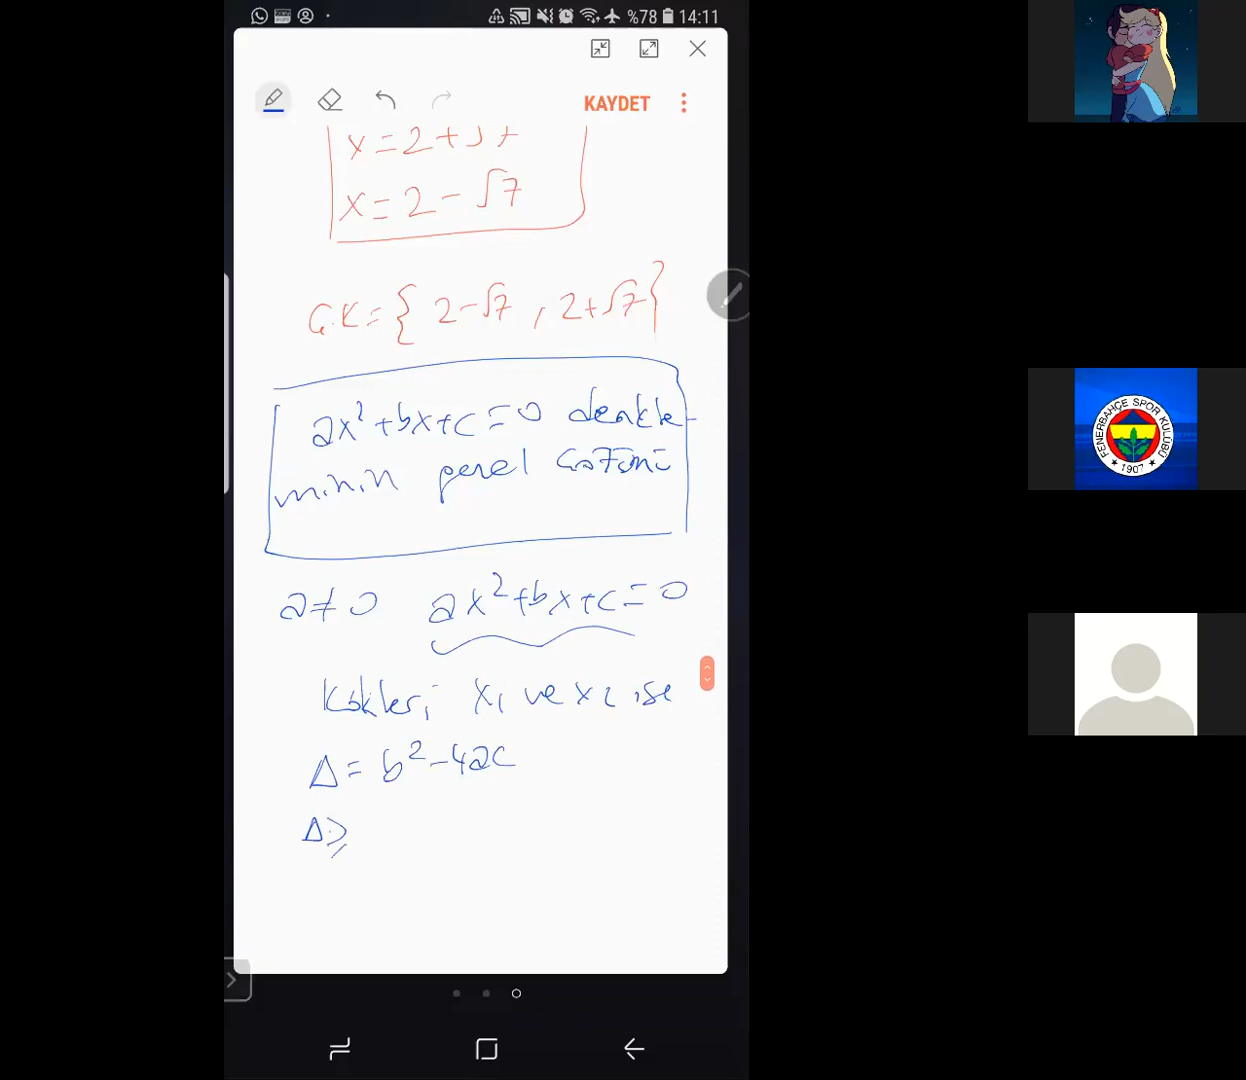 %78 14:11
KAYDET
x = 2 + √7
x = 2 - √7
Ç.K = { 2-√7 , 2+√7 }
ax² + bx + c = 0 denkle-
minin genel çözümü
a ≠ 0 ax² + bx + c = 0
Kökleri x₁ ve x₂ ise
Δ = b² - 4ac
Δ ≥
FENERBAHÇE SPOR KULÜBÜ
★ 1907 ★